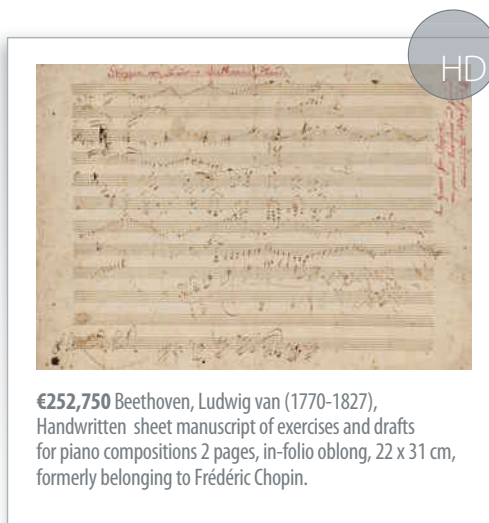 HD
€252,750 Beethoven, Ludwig van (1770-1827),
Handwritten sheet manuscript of exercises and drafts
for piano compositions 2 pages, in-folio oblong, 22 x 31 cm,
formerly belonging to Frédéric Chopin.